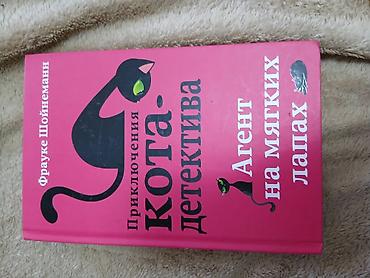 Фрауке Шойнеманн
Приключения
кота-
детектива
Агент
на мягких
лапах